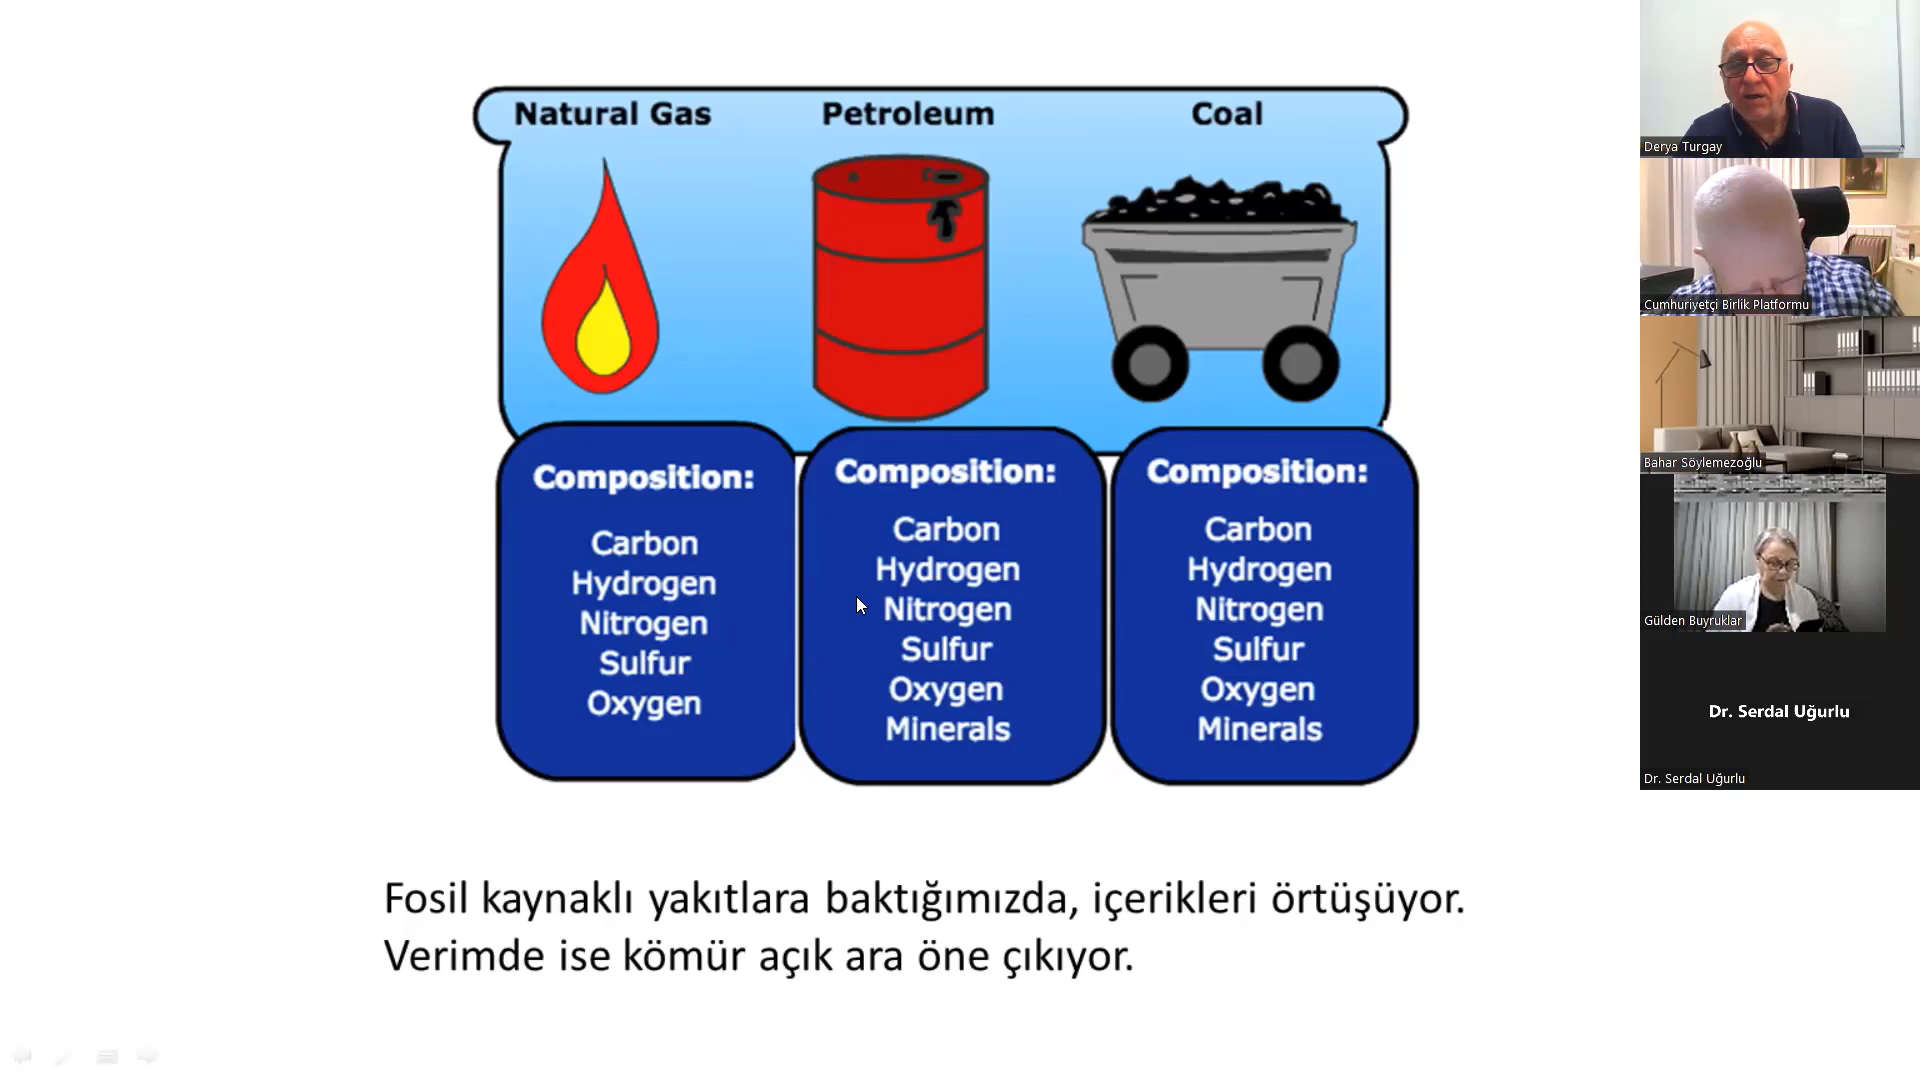 Natural Gas
Petroleum
Coal
Composition:
Carbon
Hydrogen
Nitrogen
Sulfur
Oxygen
Composition:
Carbon
Hydrogen
Nitrogen
Sulfur
Oxygen
Minerals
Composition:
Carbon
Hydrogen
Nitrogen
Sulfur
Oxygen
Minerals
Fosil kaynaklı yakıtlara baktığımızda, içerikleri örtüşüyor.
Verimde ise kömür açık ara öne çıkıyor.
Derya Turgay
Cumhuriyetçi Birlik Platformu
Bahar Söylemezoğlu
Gülden Buyruklar
Dr. Serdal Uğurlu
Dr. Serdal Uğurlu